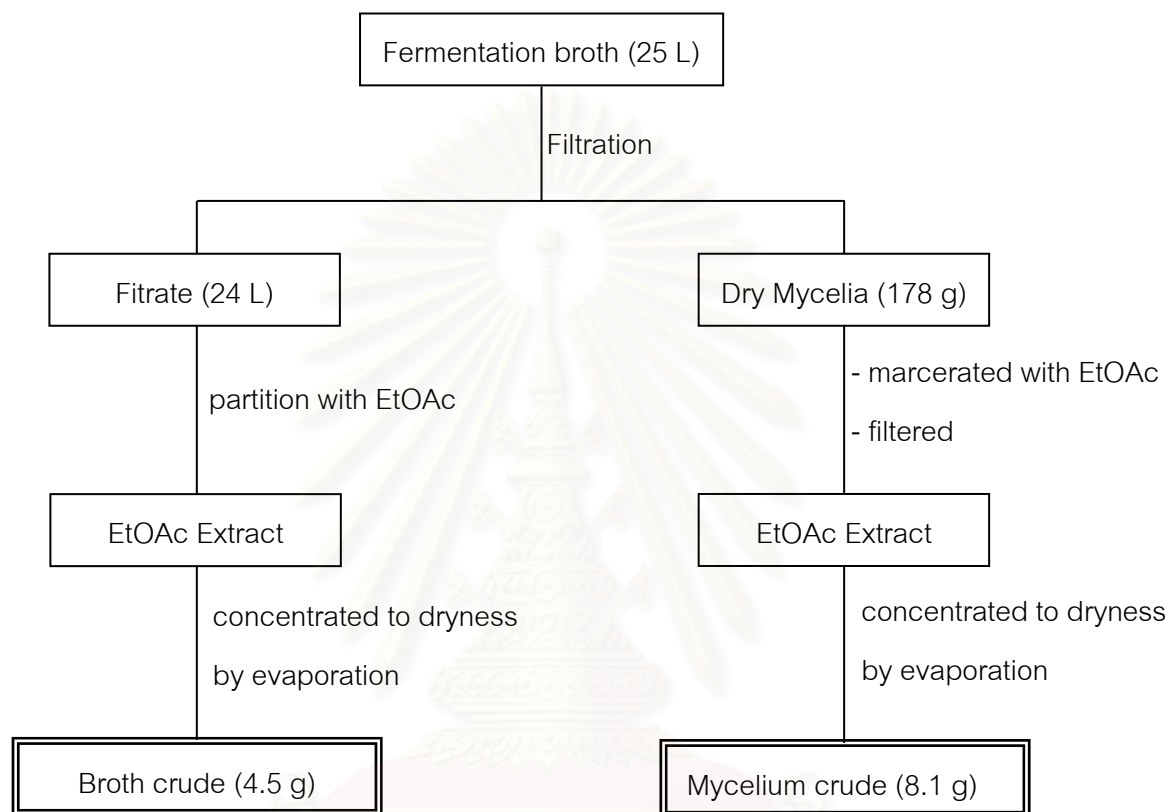 Fermentation broth (25 L)
Filtration
Fitrate (24 L)
Dry Mycelia (178 g)
partition with EtOAc
- marcerated with EtOAc
- filtered
EtOAc Extract
EtOAc Extract
concentrated to dryness
by evaporation
concentrated to dryness
by evaporation
Broth crude (4.5 g)
Mycelium crude (8.1 g)